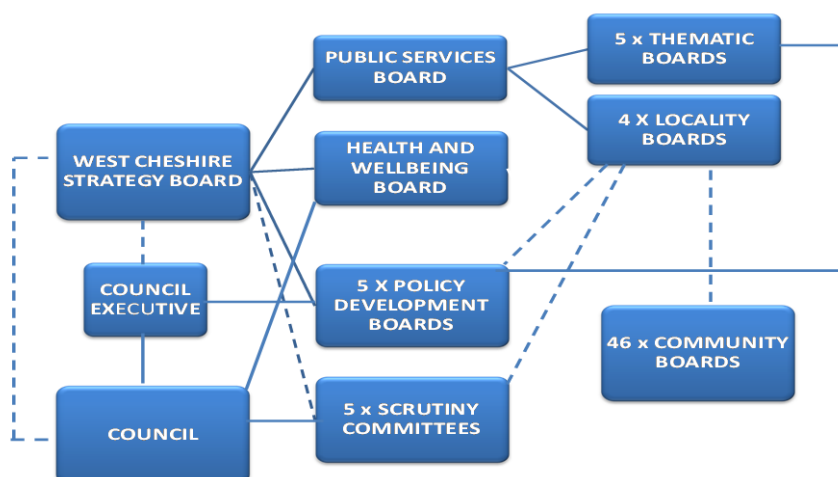 PUBLIC SERVICES
BOARD
5 x THEMATIC
BOARDS
4 X LOCALITY
BOARDS
WEST CHESHIRE
STRATEGY BOARD
HEALTH AND
WELLBEING
BOARD
COUNCIL
EXECUTIVE
5 X POLICY
DEVELOPMENT
BOARDS
46 x COMMUNITY
BOARDS
COUNCIL
5 x SCRUTINY
COMMITTEES